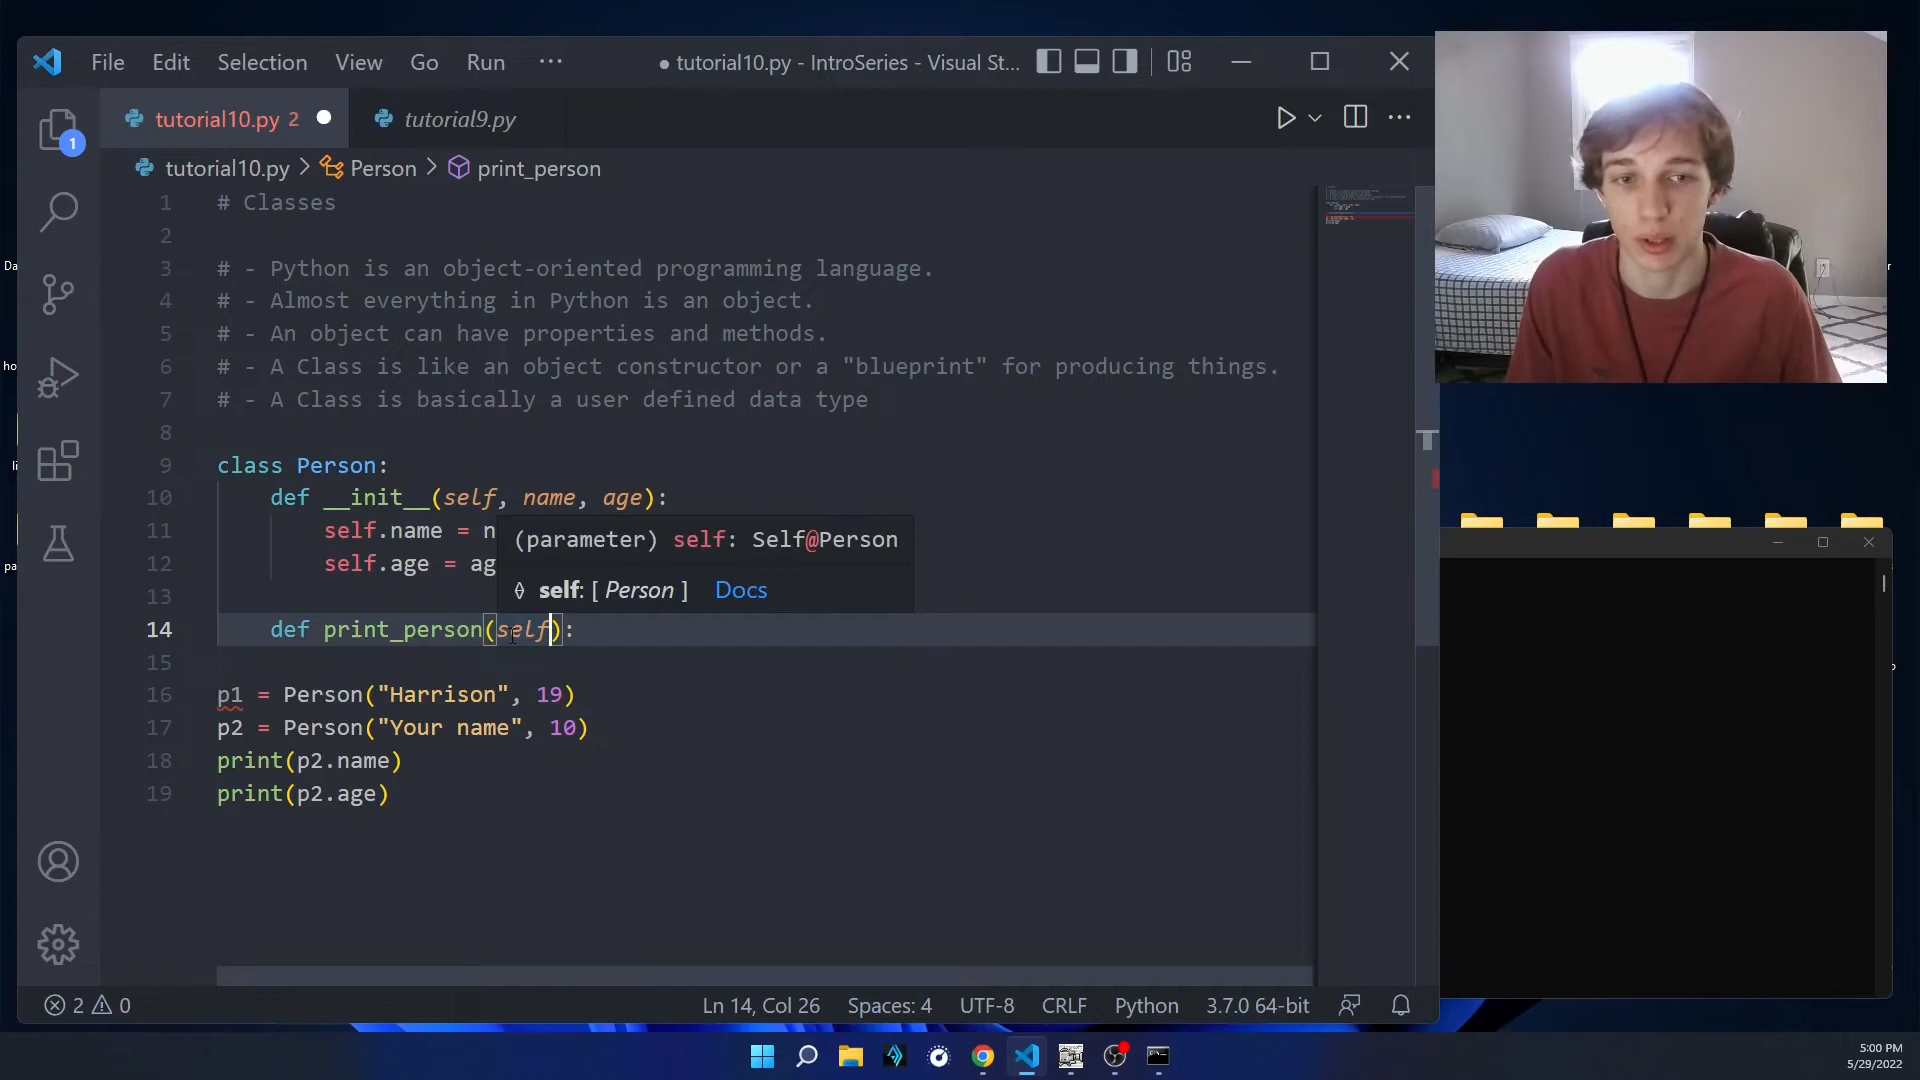 File Edit Selection View Go Run ··· ● tutorial10.py - IntroSeries - Visual St...
tutorial10.py 2 tutorial9.py
tutorial10.py > Person > print_person
1 # Classes
2
3 # - Python is an object-oriented programming language.
4 # - Almost everything in Python is an object.
5 # - An object can have properties and methods.
6 # - A Class is like an object constructor or a "blueprint" for producing things.
7 # - A Class is basically a user defined data type
8
9 class Person:
10 def __init__(self, name, age):
11 self.name = n
12 self.age = ag
(parameter) self: Self@Person
self: [ Person ] Docs
13
14 def print_person(self):
15
16 p1 = Person("Harrison", 19)
17 p2 = Person("Your name", 10)
18 print(p2.name)
19 print(p2.age)
1
Da
ho
li
pa
2 0 Ln 14, Col 26 Spaces: 4 UTF-8 CRLF Python 3.7.0 64-bit
5:00 PM
5/29/2022